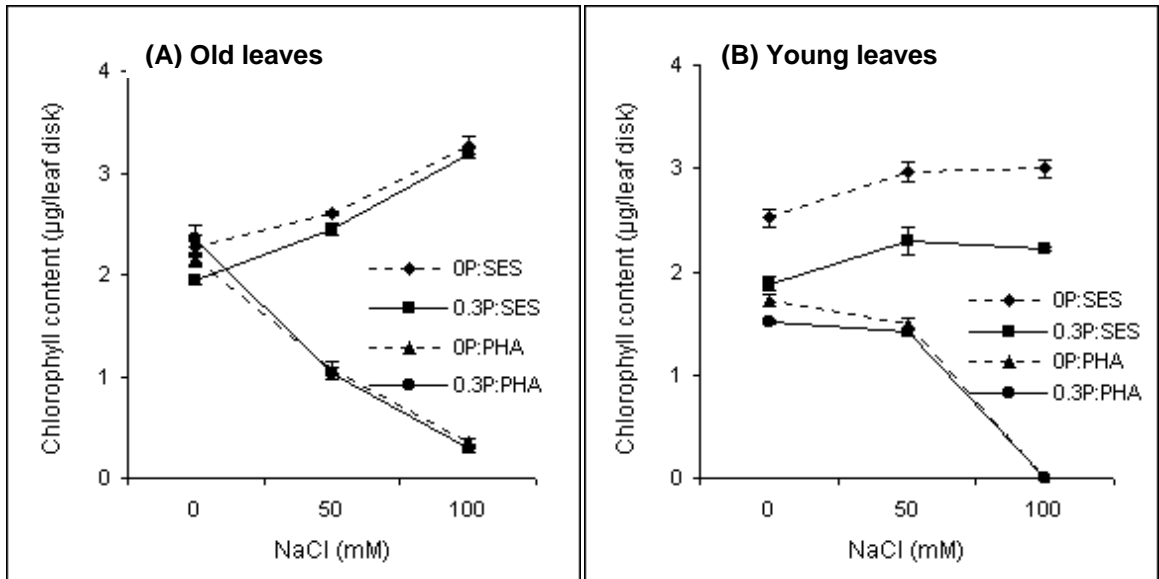 (A) Old leaves
Chlorophyll content (µg/leaf disk)
4
3
2
1
0
0P:SES
0.3P:SES
0P:PHA
0.3P:PHA
0 50 100
NaCl (mM)
(B) Young leaves
Chlorophyll content (µg/leaf disk)
4
3
2
1
0
0P:SES
0.3P:SES
0P:PHA
0.3P:PHA
0 50 100
NaCl (mM)